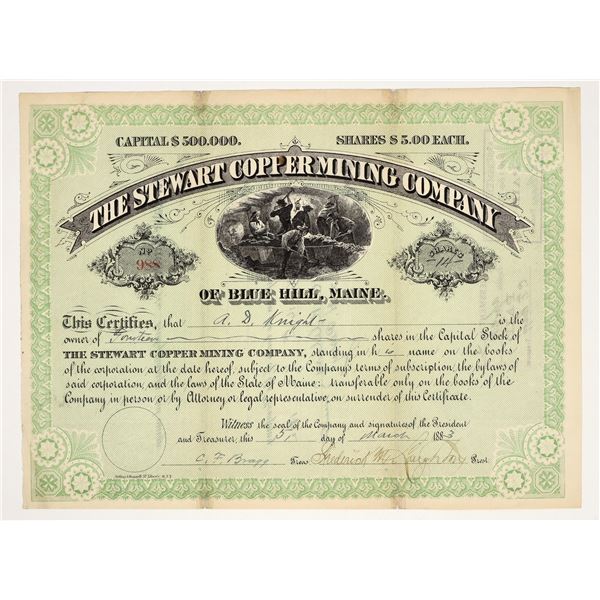 CAPITAL $ 500.000. SHARES $ 5.00 EACH.
THE STEWART COPPER MINING COMPANY
No 988
SHARES 14
OF BLUE HILL, MAINE.
This Certifies, that A. D. Knight is the
owner of Fourteen shares in the Capital Stock of
THE STEWART COPPER MINING COMPANY, standing in his name on the books
of the corporation at the date hereof, subject to the Company's terms of subscription, the bylaws of
said corporation, and the laws of the State of Maine: transferable only on the books of the
Company in person or by Attorney or legal representative, on surrender of this Certificate.
Witness the seal of the Company and signatures of the President
and Treasurer, this 5 day of March 1883
C. F. Bragg Treas Frederick Prest.